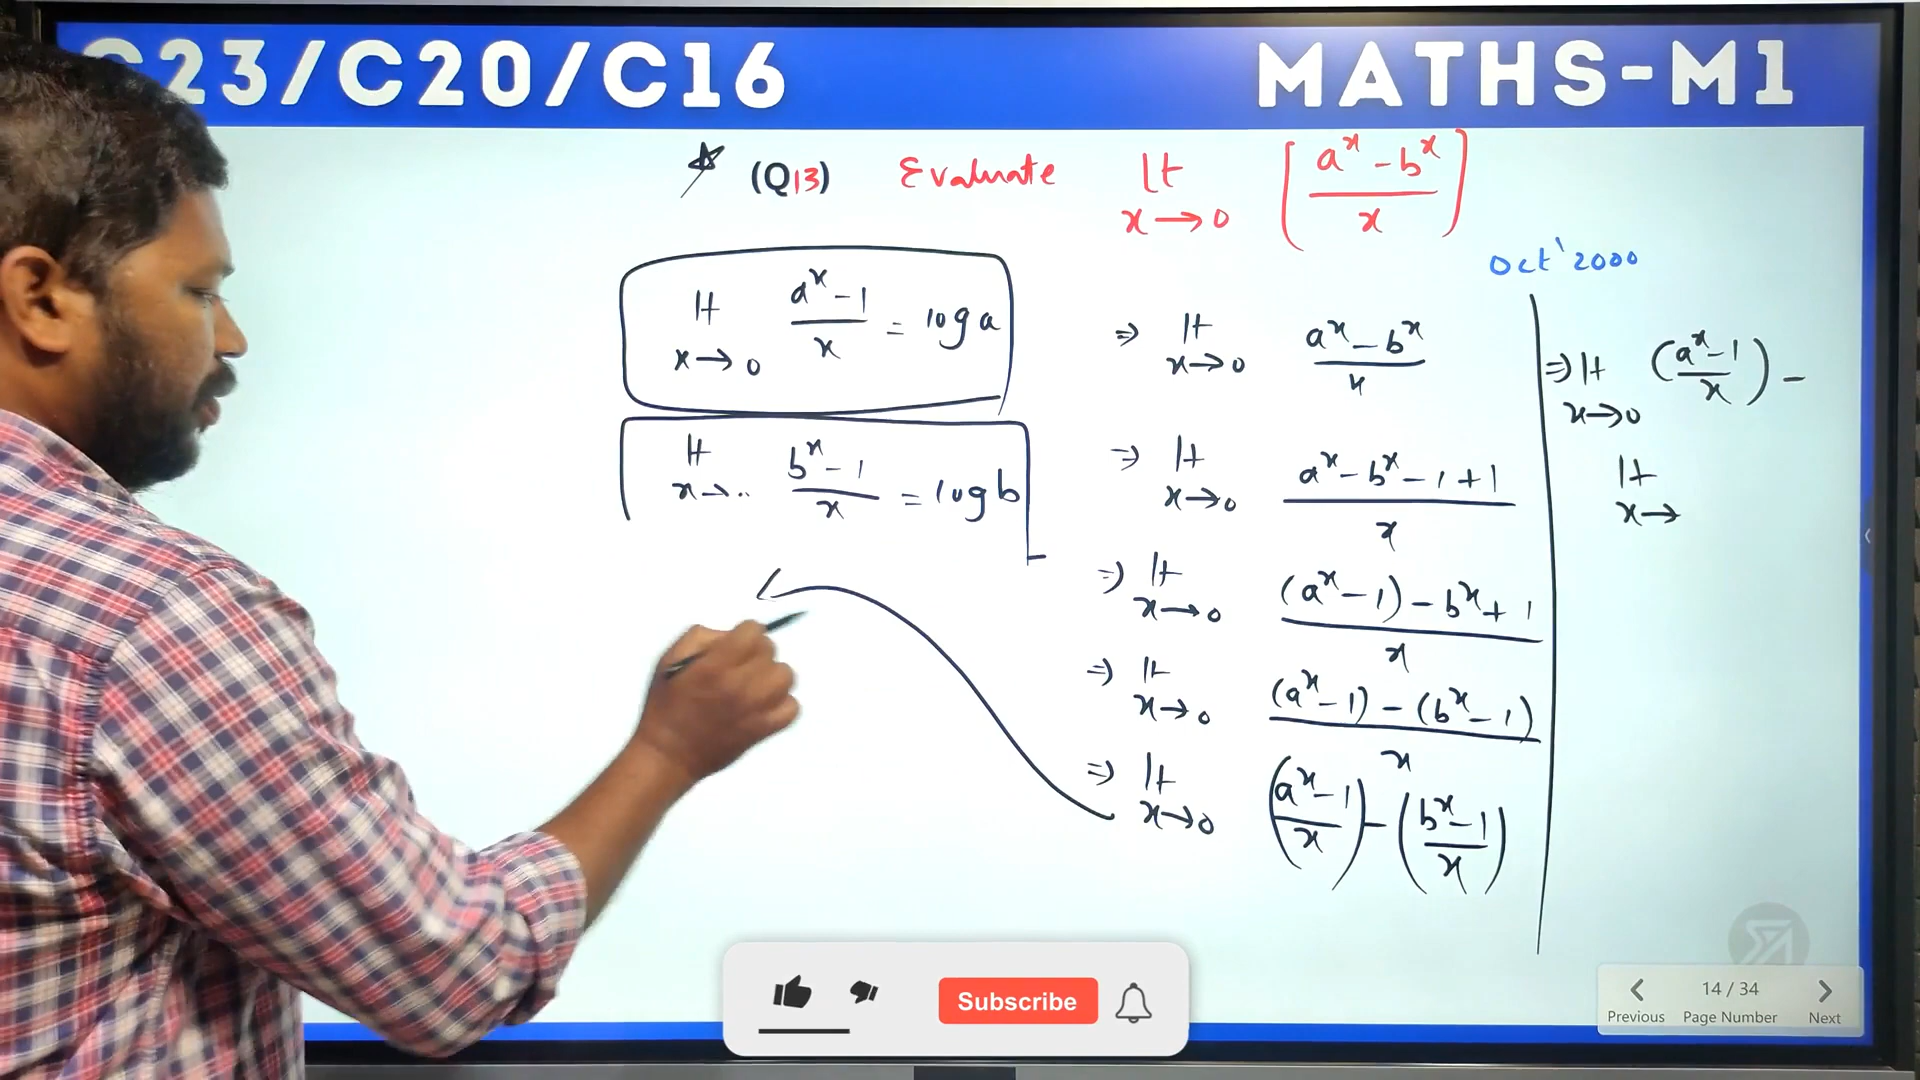 C23/C20/C16 MATHS-M1
(Q13) Evaluate lt x→0 [(a^x - b^x)/x]
Oct' 2000
lt x→0 (a^x - 1)/x = log a
lt x→.. (b^x - 1)/x = log b
⇒ lt x→0 (a^x - b^x)/x
⇒ lt x→0 (a^x - b^x - 1 + 1)/x
⇒ lt x→0 ((a^x - 1) - b^x + 1)/x
⇒ lt x→0 ((a^x - 1) - (b^x - 1))/x
⇒ lt x→0 ((a^x - 1)/x) - ((b^x - 1)/x)
⇒ lt x→0 ((a^x - 1)/x) -
lt x→
Subscribe
14 / 34
Previous Page Number Next